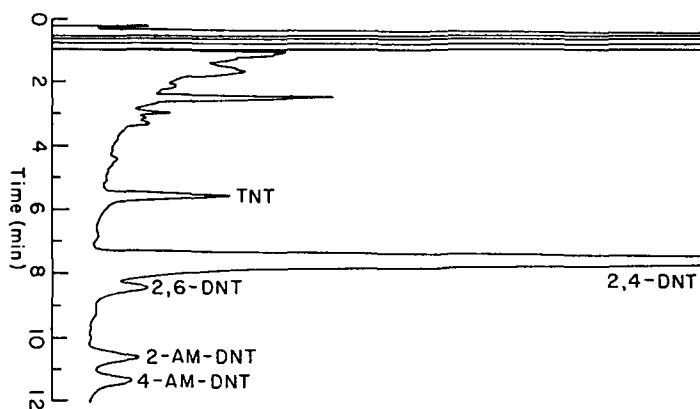 0
2
4
6
8
10
12
Time (min)
TNT
2,4-DNT
2,6-DNT
2-AM-DNT
4-AM-DNT